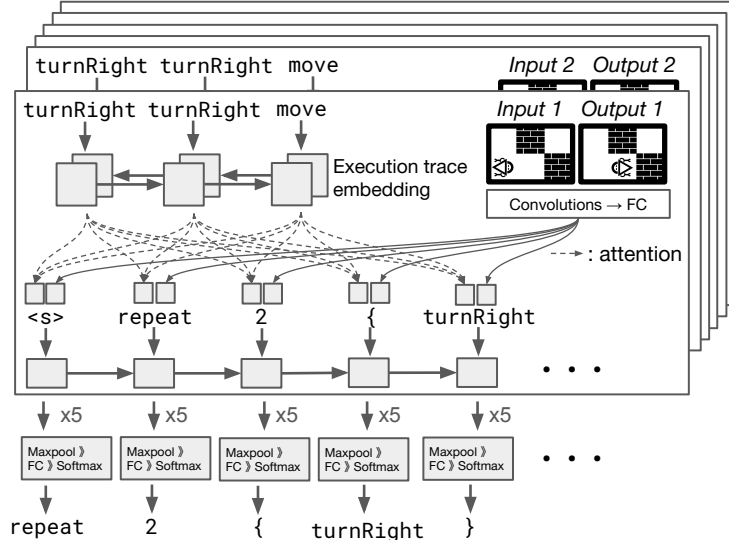 turnRight turnRight move
Input 2 Output 2
turnRight turnRight move
Input 1 Output 1
Execution trace
embedding
Convolutions → FC
: attention
<s> repeat 2 { turnRight
. . .
x5 x5 x5 x5 x5
Maxpool 》 Maxpool 》 Maxpool 》 Maxpool 》 Maxpool 》
FC 》Softmax FC 》Softmax FC 》Softmax FC 》Softmax FC 》Softmax
. . .
repeat 2 { turnRight }